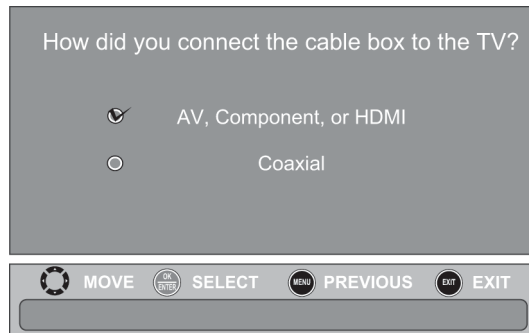 How did you connect the cable box to the TV?
AV, Component, or HDMI
Coaxial
MOVE OK ENTER SELECT MENU PREVIOUS EXIT EXIT